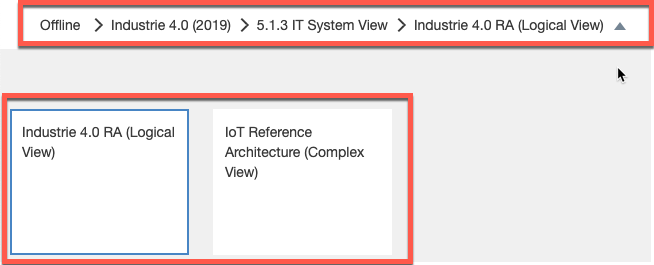 Offline > Industrie 4.0 (2019) > 5.1.3 IT System View > Industrie 4.0 RA (Logical View)
Industrie 4.0 RA (Logical
View)
IoT Reference
Architecture (Complex
View)